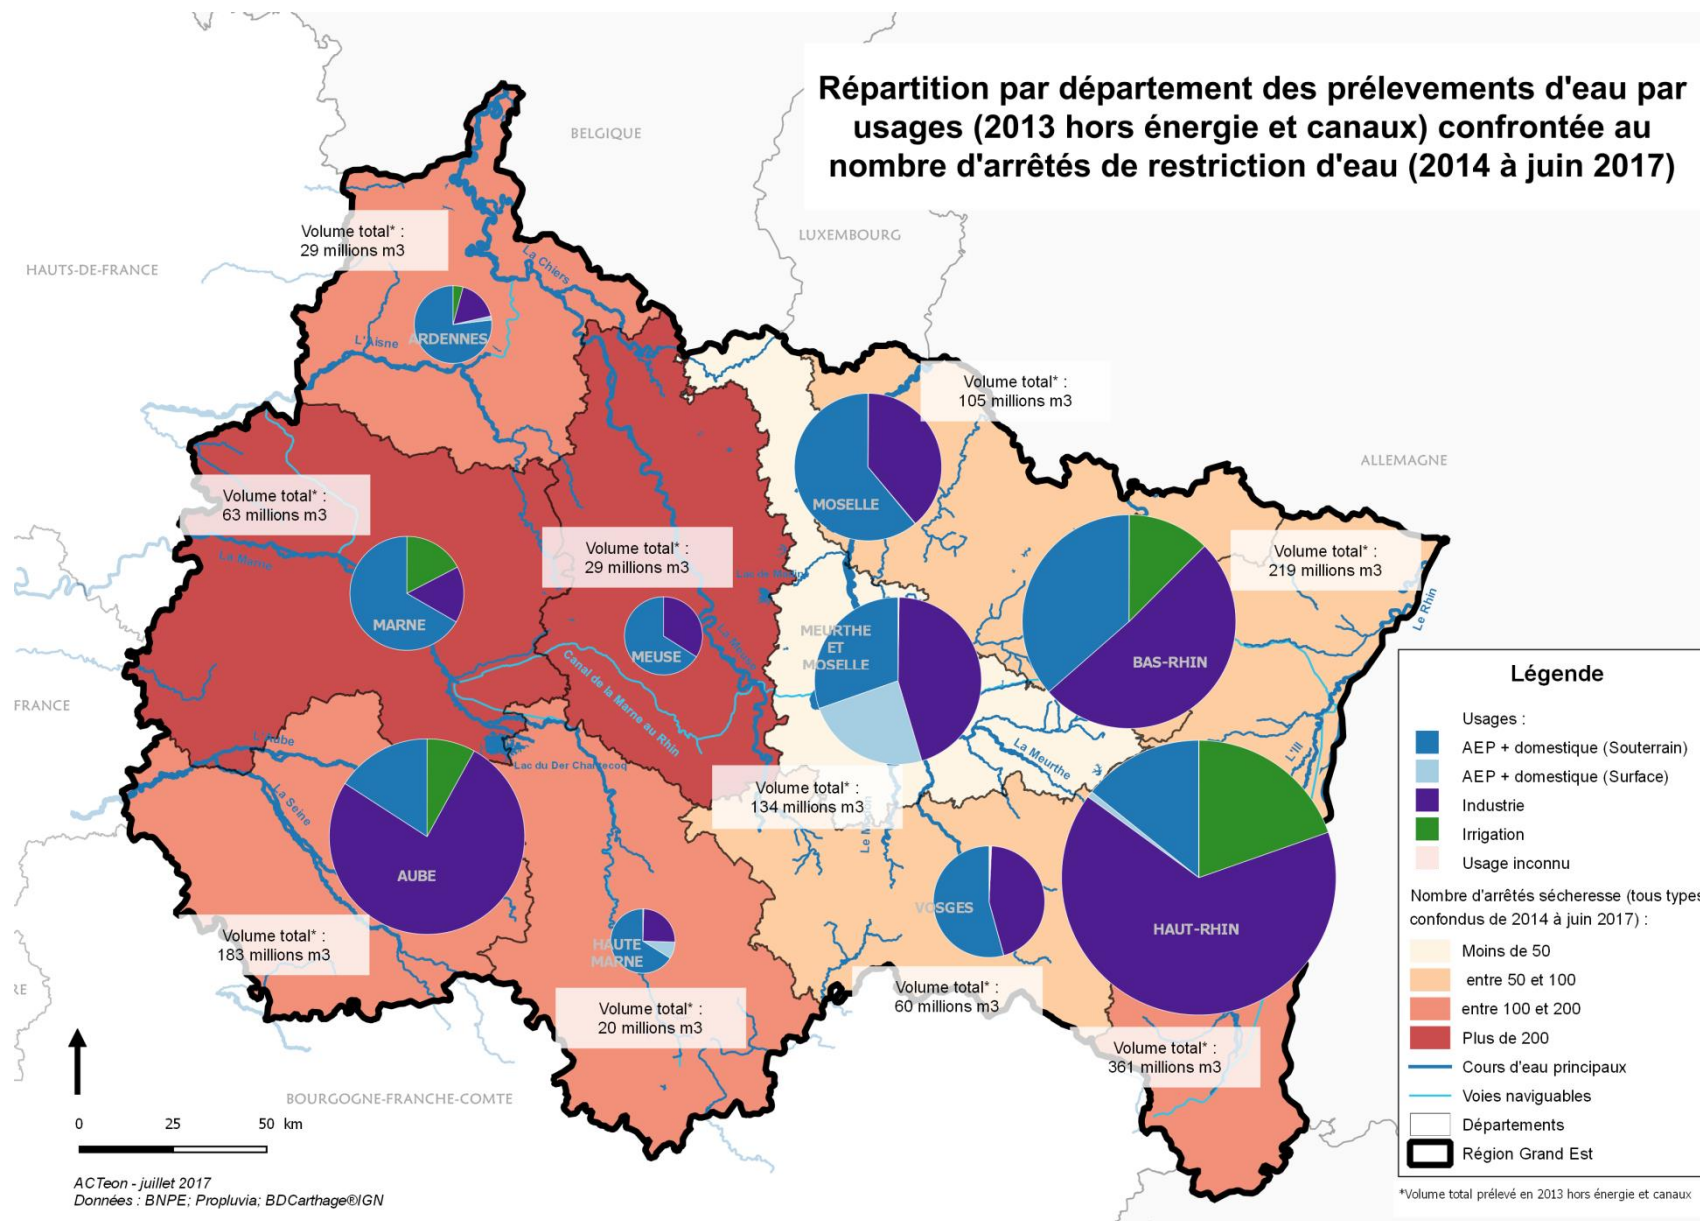 Répartition par département des prélevements d'eau par
usages (2013 hors énergie et canaux) confrontée au
nombre d'arrêtés de restriction d'eau (2014 à juin 2017)
BELGIQUE
LUXEMBOURG
HAUTS-DE-FRANCE
ALLEMAGNE
FRANCE
RE
BOURGOGNE-FRANCHE-COMTE
Volume total* :
29 millions m3
La Chiers
L'Aisne
ARDENNES
Volume total* :
105 millions m3
MOSELLE
Volume total* :
63 millions m3
La Marne
MARNE
Volume total* :
29 millions m3
MEUSE
La Meuse
Canal de la Marne au Rhin
Lac de Madine
MEURTHE
ET
MOSELLE
Volume total* :
134 millions m3
La Meurthe
Volume total* :
219 millions m3
BAS-RHIN
Le Rhin
L'Ill
L'Aube
La Seine
Lac du Der Chantecoq
AUBE
Volume total* :
183 millions m3
HAUTE
MARNE
Volume total* :
20 millions m3
VOSGES
Volume total* :
60 millions m3
HAUT-RHIN
Volume total* :
361 millions m3
Légende
Usages :
AEP + domestique (Souterrain)
AEP + domestique (Surface)
Industrie
Irrigation
Usage inconnu
Nombre d'arrêtés sécheresse (tous types
confondus de 2014 à juin 2017) :
Moins de 50
entre 50 et 100
entre 100 et 200
Plus de 200
Cours d'eau principaux
Voies naviguables
Départements
Région Grand Est
*Volume total prélevé en 2013 hors énergie et canaux
0 25 50 km
ACTeon - juillet 2017
Données : BNPE; Propluvia; BDCarthage®IGN